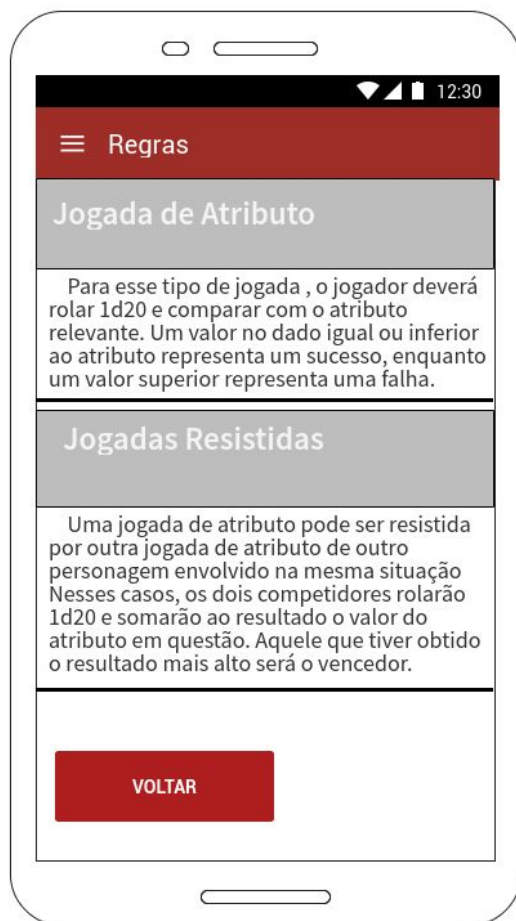 12:30
Regras
Jogada de Atributo
Para esse tipo de jogada , o jogador deverá
rolar 1d20 e comparar com o atributo
relevante. Um valor no dado igual ou inferior
ao atributo representa um sucesso, enquanto
um valor superior representa uma falha.
Jogadas Resistidas
Uma jogada de atributo pode ser resistida
por outra jogada de atributo de outro
personagem envolvido na mesma situação
Nesses casos, os dois competidores rolarão
1d20 e somarão ao resultado o valor do
atributo em questão. Aquele que tiver obtido
o resultado mais alto será o vencedor.
VOLTAR